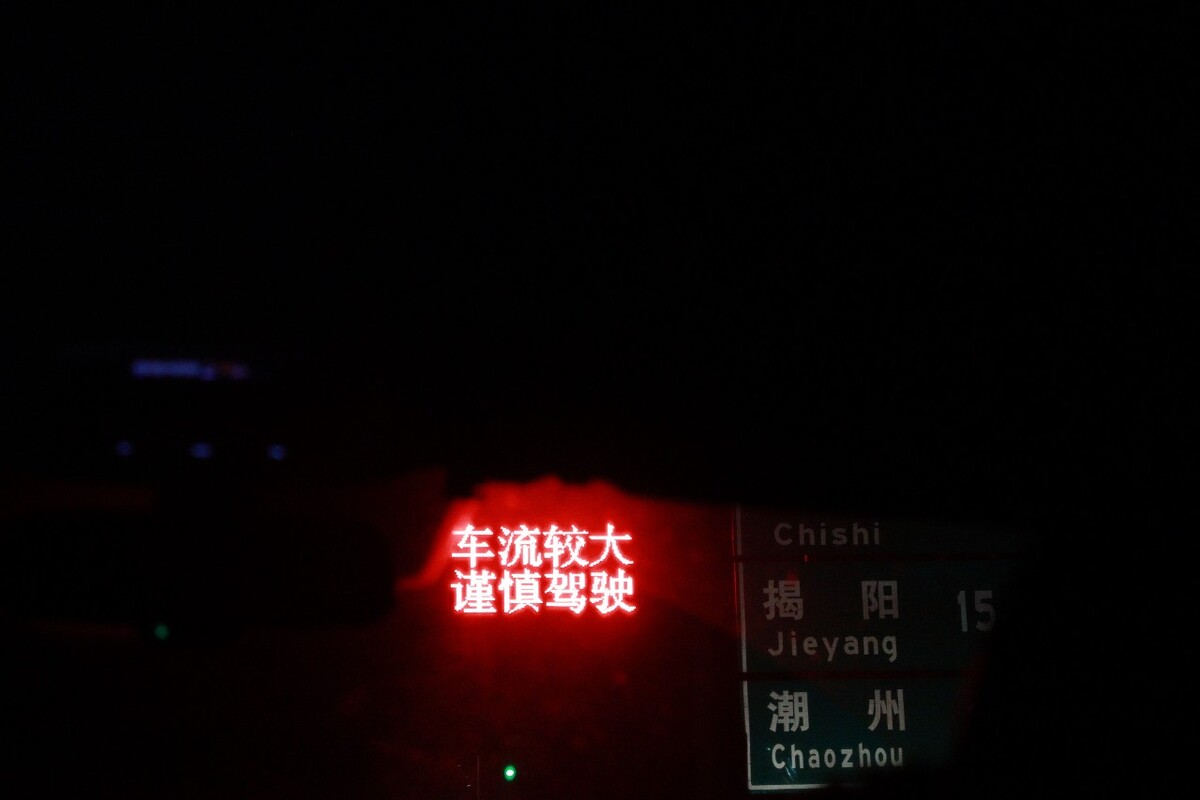 车流较大
谨慎驾驶
Chishi
揭 阳 15
Jieyang
潮 州
Chaozhou